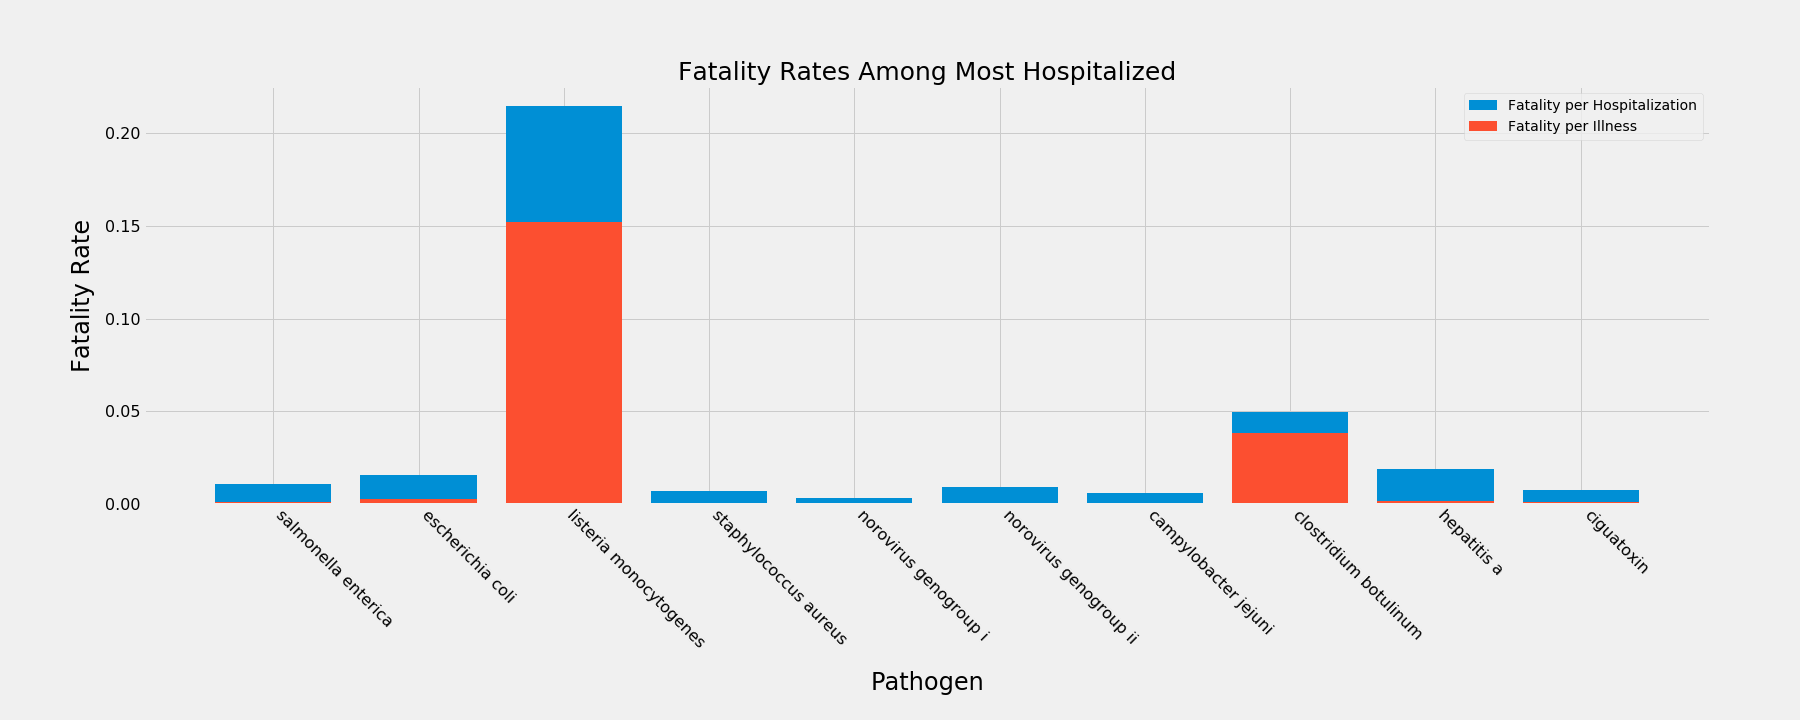 Fatality Rates Among Most Hospitalized
Fatality per Hospitalization
Fatality per Illness
Fatality Rate
0.20
0.15
0.10
0.05
0.00
salmonella enterica
escherichia coli
listeria monocytogenes
staphylococcus aureus
norovirus genogroup i
norovirus genogroup ii
campylobacter jejuni
clostridium botulinum
hepatitis a
ciguatoxin
Pathogen